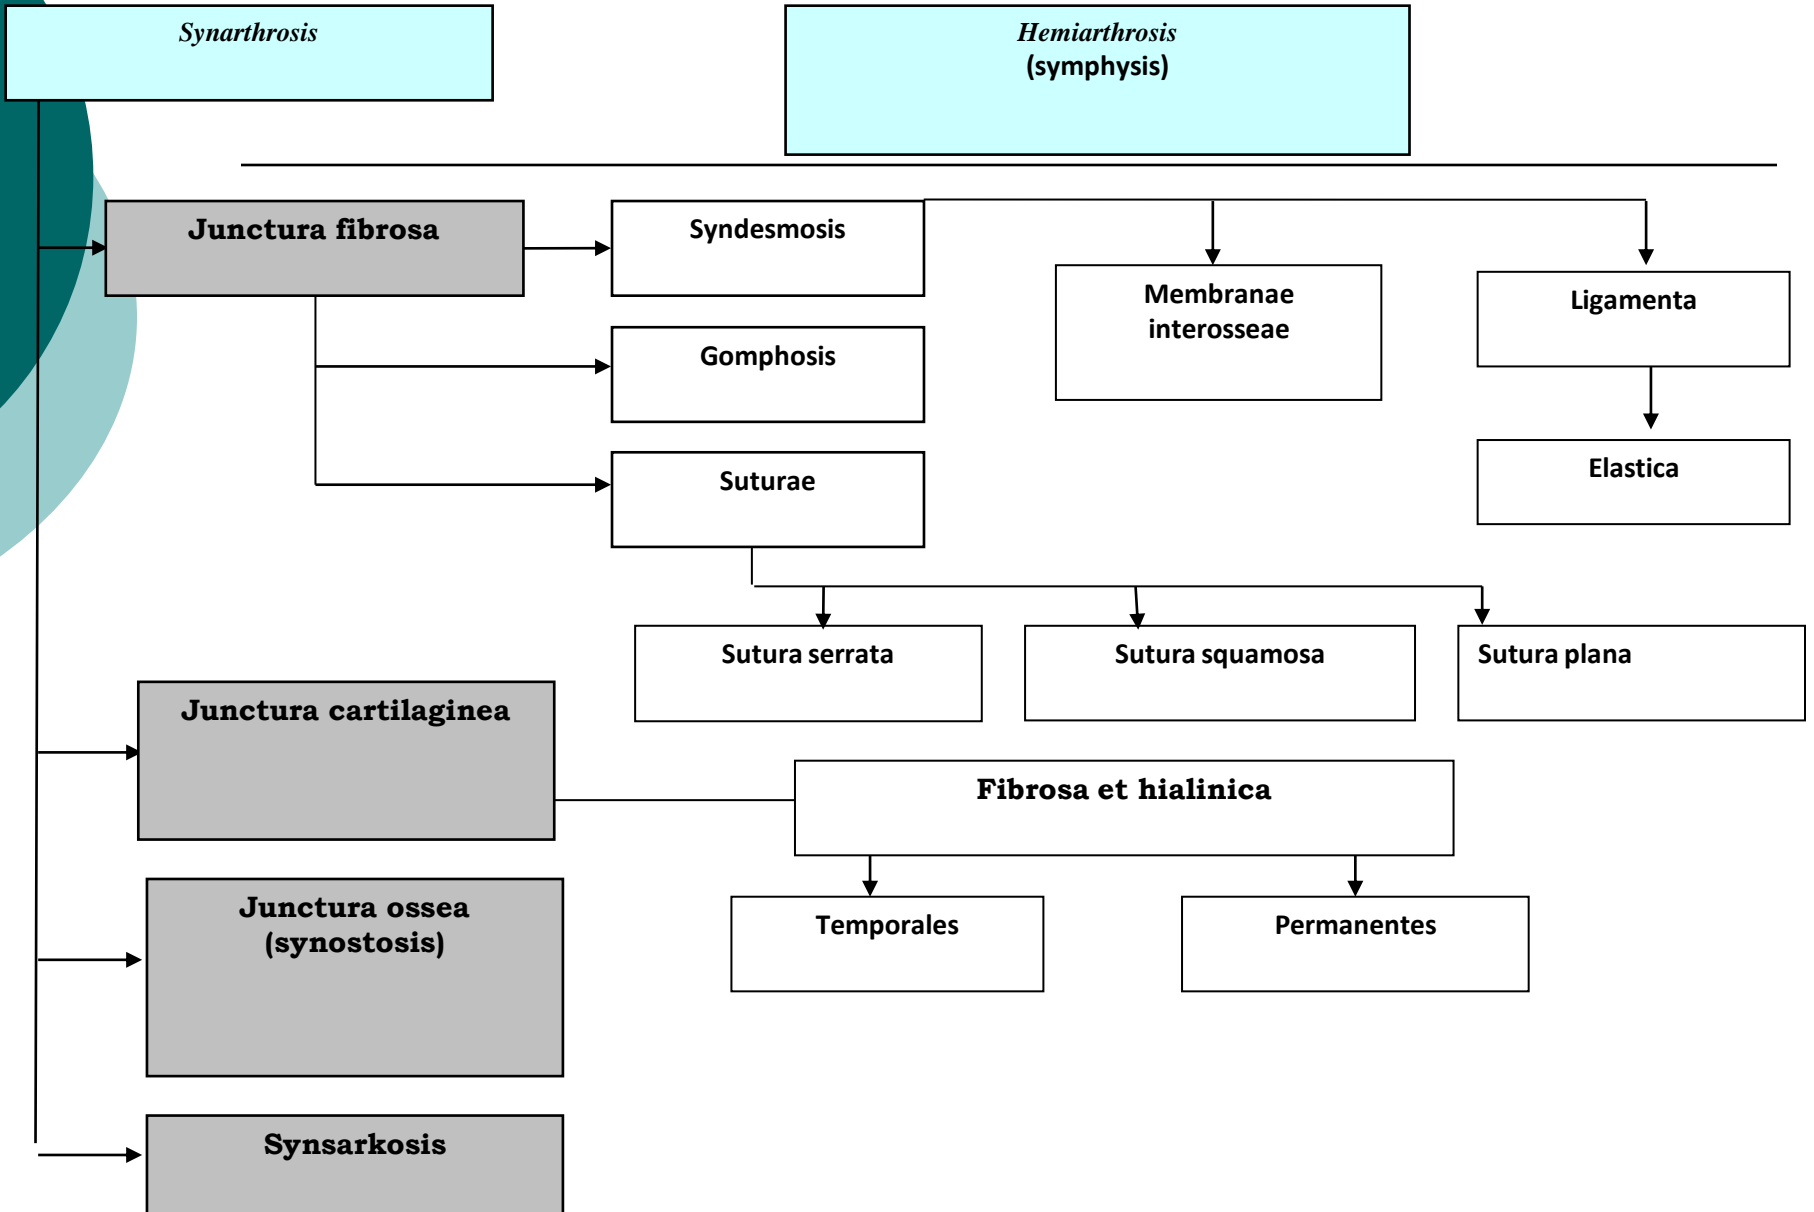 Synarthrosis
Hemiarthrosis
(symphysis)
Junctura fibrosa
Syndesmosis
Membranae
interosseae
Ligamenta
Gomphosis
Elastica
Suturae
Sutura serrata
Sutura squamosa
Sutura plana
Junctura cartilaginea
Fibrosa et hialinica
Junctura ossea
(synostosis)
Temporales
Permanentes
Synsarkosis